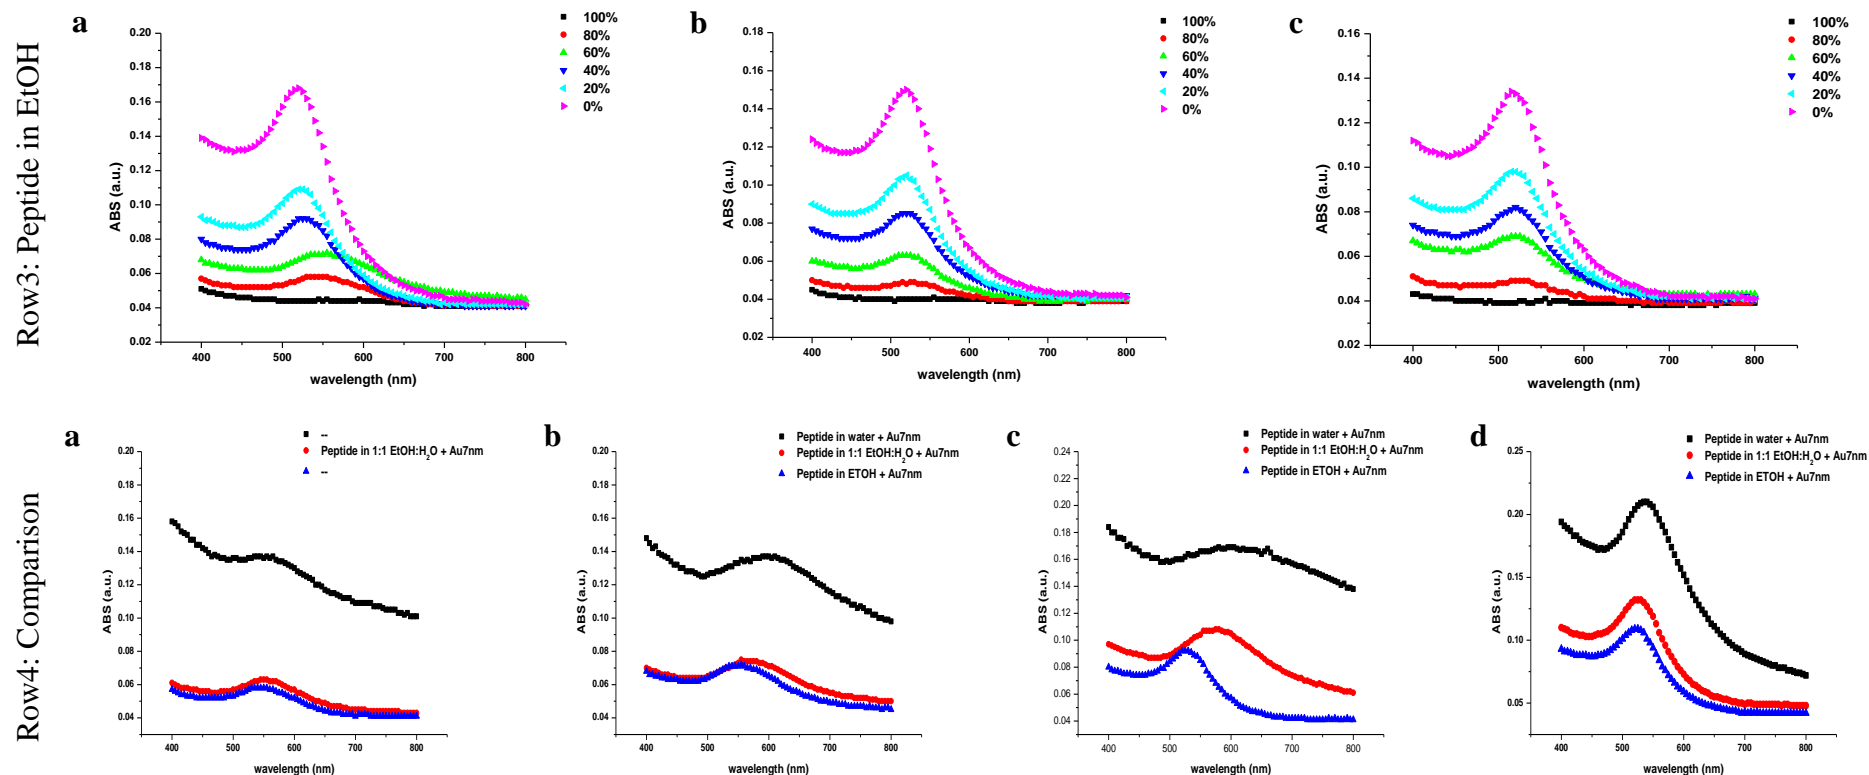 Row3: Peptide in EtOH
a
100%
80%
60%
40%
20%
0%
0.20
0.18
0.16
0.14
0.12
0.10
0.08
0.06
0.04
0.02
ABS (a.u.)
400 500 600 700 800
wavelength (nm)
b
100%
80%
60%
40%
20%
0%
0.18
0.16
0.14
0.12
0.10
0.08
0.06
0.04
0.02
ABS (a.u.)
400 500 600 700 800
wavelength (nm)
c
100%
80%
60%
40%
20%
0%
0.16
0.14
0.12
0.10
0.08
0.06
0.04
0.02
ABS (a.u.)
400 500 600 700 800
wavelength (nm)
Row4: Comparison
a
--
Peptide in 1:1 EtOH:H₂O + Au7nm
--
0.20
0.18
0.16
0.14
0.12
0.10
0.08
0.06
0.04
ABS (a.u.)
400 500 600 700 800
wavelength (nm)
b
Peptide in water + Au7nm
Peptide in 1:1 EtOH:H₂O + Au7nm
Peptide in ETOH + Au7nm
0.20
0.18
0.16
0.14
0.12
0.10
0.08
0.06
0.04
ABS (a.u.)
400 500 600 700 800
wavelength (nm)
c
Peptide in water + Au7nm
Peptide in 1:1 EtOH:H₂O + Au7nm
Peptide in ETOH + Au7nm
0.24
0.22
0.20
0.18
0.16
0.14
0.12
0.10
0.08
0.06
0.04
ABS (a.u.)
400 500 600 700 800
wavelength (nm)
d
Peptide in water + Au7nm
Peptide in 1:1 EtOH:H₂O + Au7nm
Peptide in ETOH + Au7nm
0.25
0.20
0.15
0.10
0.05
ABS (a.u.)
400 500 600 700 800
wavelength (nm)